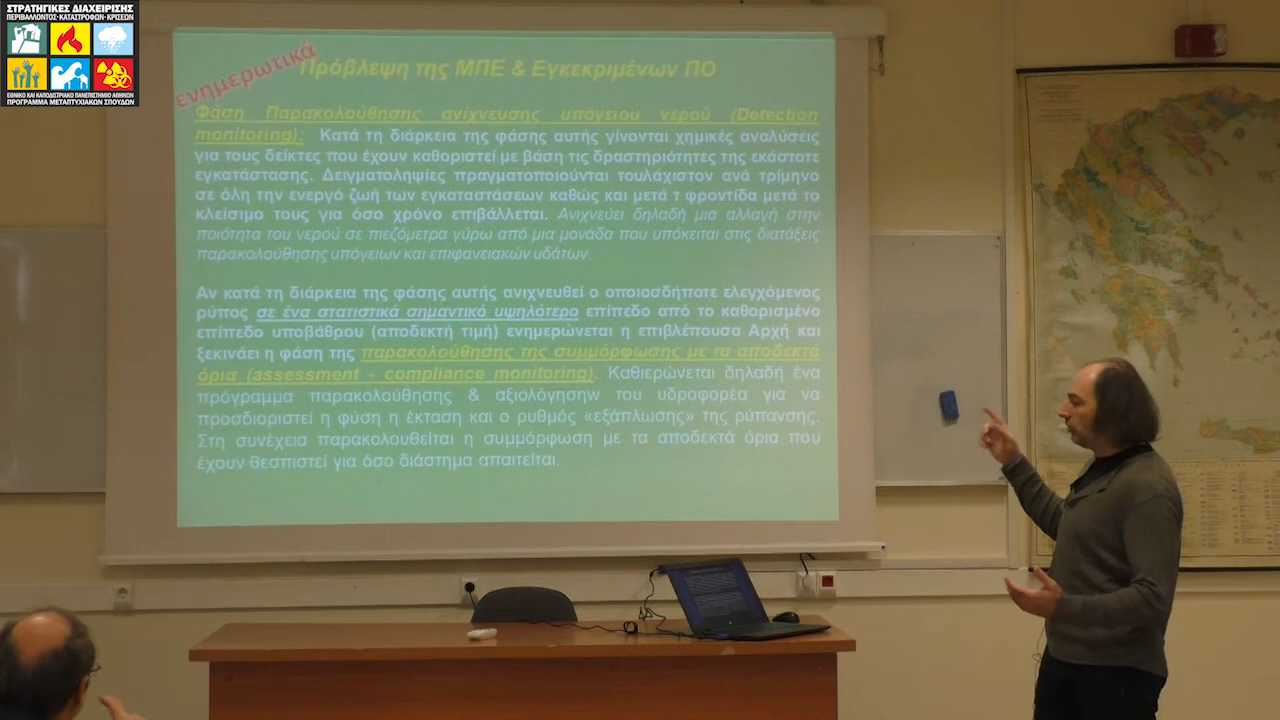 ΣΤΡΑΤΗΓΙΚΕΣ ΔΙΑΧΕΙΡΙΣΗΣ
ΠΕΡΙΒΑΛΛΟΝΤΟΣ·ΚΑΤΑΣΤΡΟΦΩΝ·ΚΡΙΣΕΩΝ
ΕΘΝΙΚΟ ΚΑΙ ΚΑΠΟΔΙΣΤΡΙΑΚΟ ΠΑΝΕΠΙΣΤΗΜΙΟ ΑΘΗΝΩΝ
ΠΡΟΓΡΑΜΜΑ ΜΕΤΑΠΤΥΧΙΑΚΩΝ ΣΠΟΥΔΩΝ
ενημερωτικά
Πρόβλεψη της ΜΠΕ & Εγκεκριμένων ΠΟ
Φάση Παρακολούθησης ανίχνευσης υπόγειου νερού (Detection
monitoring): Κατά τη διάρκεια της φάσης αυτής γίνονται χημικές αναλύσεις
για τους δείκτες που έχουν καθοριστεί με βάση τις δραστηριότητες της εκάστοτε
εγκατάστασης. Δειγματοληψίες πραγματοποιούνται τουλάχιστον ανά τρίμηνο
σε όλη την ενεργό ζωή των εγκαταστάσεων καθώς και μετά τ φροντίδα μετά το
κλείσιμο τους για όσο χρόνο επιβάλλεται. Ανιχνεύει δηλαδή μια αλλαγή στην
ποιότητα του νερού σε πιεζόμετρα γύρω από μια μονάδα που υπόκειται στις διατάξεις
παρακολούθησης υπόγειων και επιφανειακών υδάτων.
Αν κατά τη διάρκεια της φάσης αυτής ανιχνευθεί ο οποιοσδήποτε ελεγχόμενος
ρύπος σε ένα στατιστικά σημαντικό υψηλότερο επίπεδο από το καθορισμένο
επίπεδο υποβάθρου (αποδεκτή τιμή) ενημερώνεται η επιβλέπουσα Αρχή και
ξεκινάει η φάση της παρακολούθησης της συμμόρφωσης με τα αποδεκτά
όρια (assessment - compliance monitoring). Καθιερώνεται δηλαδή ένα
πρόγραμμα παρακολούθησης & αξιολόγησηw του υδροφορέα για να
προσδιοριστεί η φύση η έκταση και ο ρυθμός «εξάπλωσης» της ρύπανσης.
Στη συνέχεια παρακολουθείται η συμμόρφωση με τα αποδεκτά όρια που
έχουν θεσπιστεί για όσο διάστημα απαιτείται.